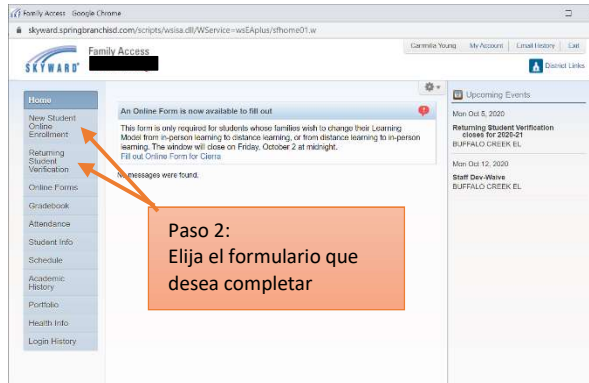 Family Access - Google Chrome
skyward.springbranchisd.com/scripts/wsisa.dll/WService=wsEAplus/sfhome01.w
SKYWARD
Family Access
Young My Account Email History Exit
District Links
Home
New Student
Online
Enrollment
Returning
Student
Verification
Online Forms
Gradebook
Attendance
Student Info
Schedule
Academic
History
Portfolio
Health Info
Login History
An Online Form is now available to fill out
This form is only required for students whose families wish to change their Learning
Model from in-person learning to distance learning, or from distance learning to in-person
learning. The window will close on Friday, October 2 at midnight.
Fill out Online Form for Cierra
No messages were found.
Paso 2:
Elija el formulario que
desea completar
Upcoming Events
Mon Oct 5, 2020
Returning Student Verification
closes for 2020-21
BUFFALO CREEK EL
Mon Oct 12, 2020
Staff Dev-Waive
BUFFALO CREEK EL